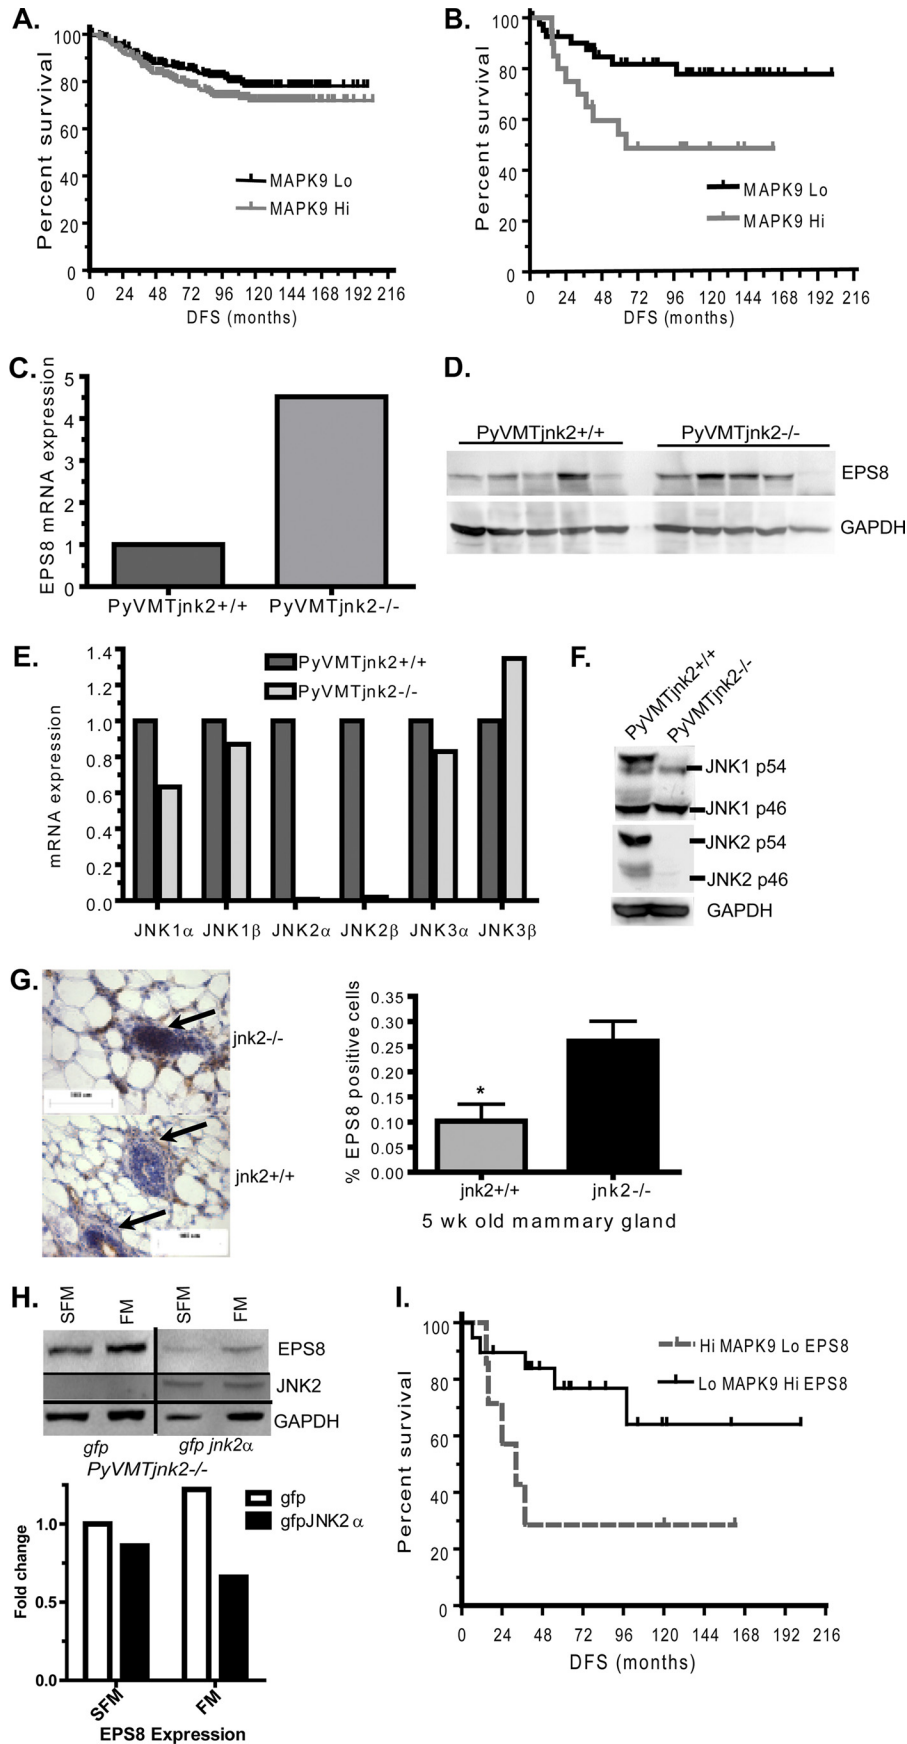 A.
Percent survival
100
80
60
40
20
0
MAPK9 Lo
MAPK9 Hi
0 24 48 72 96 120 144 168 192 216
DFS (months)
B.
Percent survival
100
80
60
40
20
0
MAPK9 Lo
MAPK9 Hi
0 24 48 72 96 120 144 168 192 216
DFS (months)
C.
EPS8 mRNA expression
5
4
3
2
1
0
PyVMTjnk2+/+ PyVMTjnk2-/-
D.
PyVMTjnk2+/+ PyVMTjnk2-/-
EPS8
GAPDH
E.
mRNA expression
1.4
1.2
1.0
0.8
0.6
0.4
0.2
0.0
PyVMTjnk2+/+
PyVMTjnk2-/-
JNK1α JNK1β JNK2α JNK2β JNK3α JNK3β
F.
PyVMTjnk2+/+
PyVMTjnk2-/-
JNK1 p54
JNK1 p46
JNK2 p54
JNK2 p46
GAPDH
G.
jnk2-/-
jnk2+/+
% EPS8 positive cells
0.35
0.30
0.25
0.20
0.15
0.10
0.05
0.00
*
jnk2+/+ jnk2-/-
5 wk old mammary gland
H.
SFM FM SFM FM
EPS8
JNK2
GAPDH
gfp gfp jnk2α
PyVMTjnk2-/-
Fold change
1.0
0.5
0.0
gfp
gfpJNK2α
SFM FM
EPS8 Expression
I.
Percent survival
100
80
60
40
20
0
Hi MAPK9 Lo EPS8
Lo MAPK9 Hi EPS8
0 24 48 72 96 120 144 168 192 216
DFS (months)